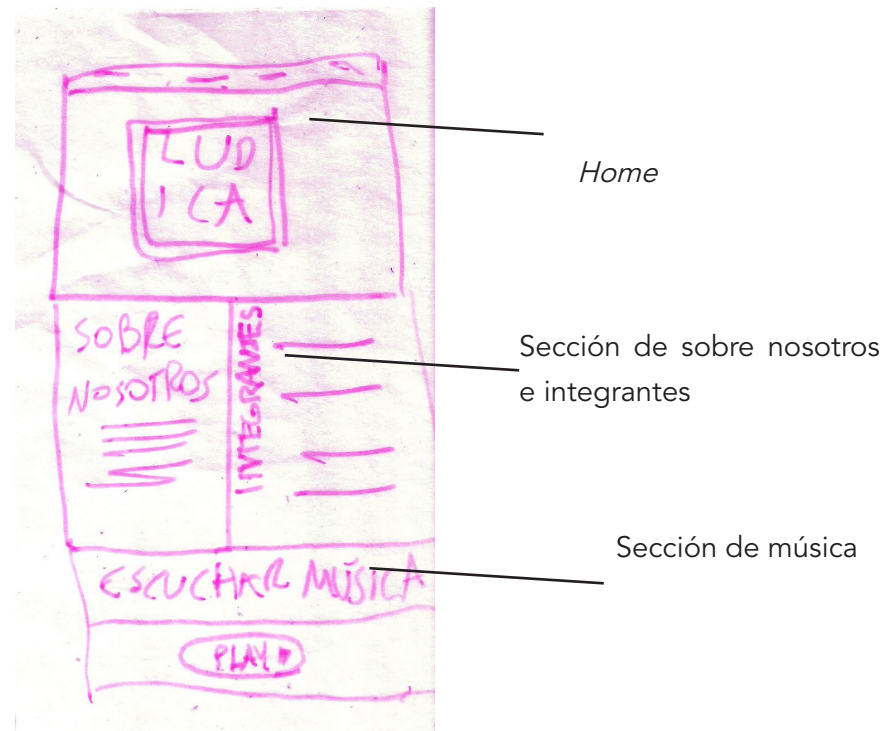 LUD
ICA
Home
SOBRE
NOSOTROS
INTEGRANTES
Sección de sobre nosotros
e integrantes
Sección de música
ESCUCHAR MÚSICA
PLAY